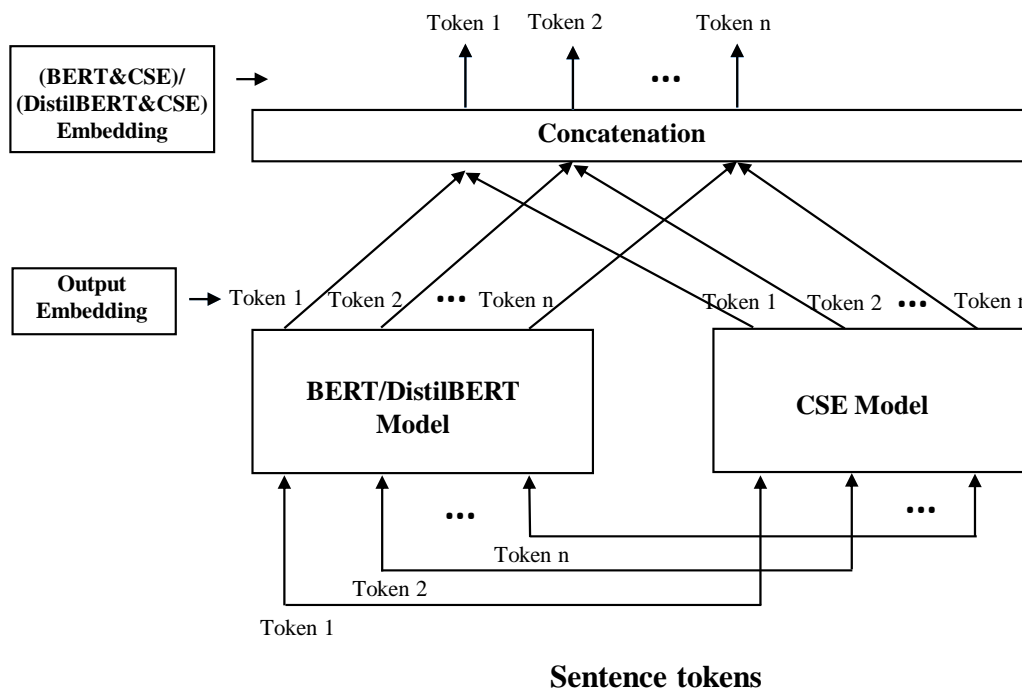 Token 1
Token 2
Token n
(BERT&CSE)/
(DistilBERT&CSE)
Embedding
...
Concatenation
Output
Embedding
Token 1
Token 2
...
Token n
Token 1
Token 2
...
Token n
BERT/DistilBERT
Model
CSE Model
...
...
Token n
Token 2
Token 1
Sentence tokens